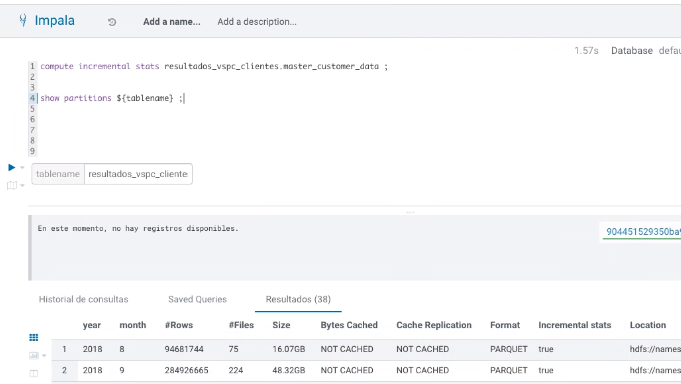 Impala Add a name... Add a description...
1.57s Database defau
1 compute incremental stats resultados_vspc_clientes.master_customer_data ;
2
3
4 show partitions ${tablename} ;
5
6
7
8
9
tablename resultados_vspc_cliente
En este momento, no hay registros disponibles. 904451529350ba9
Historial de consultas Saved Queries Resultados (38)
year month #Rows #Files Size Bytes Cached Cache Replication Format Incremental stats Location
1 2018 8 94681744 75 16.07GB NOT CACHED NOT CACHED PARQUET true hdfs://names
2 2018 9 284926665 224 48.32GB NOT CACHED NOT CACHED PARQUET true hdfs://names